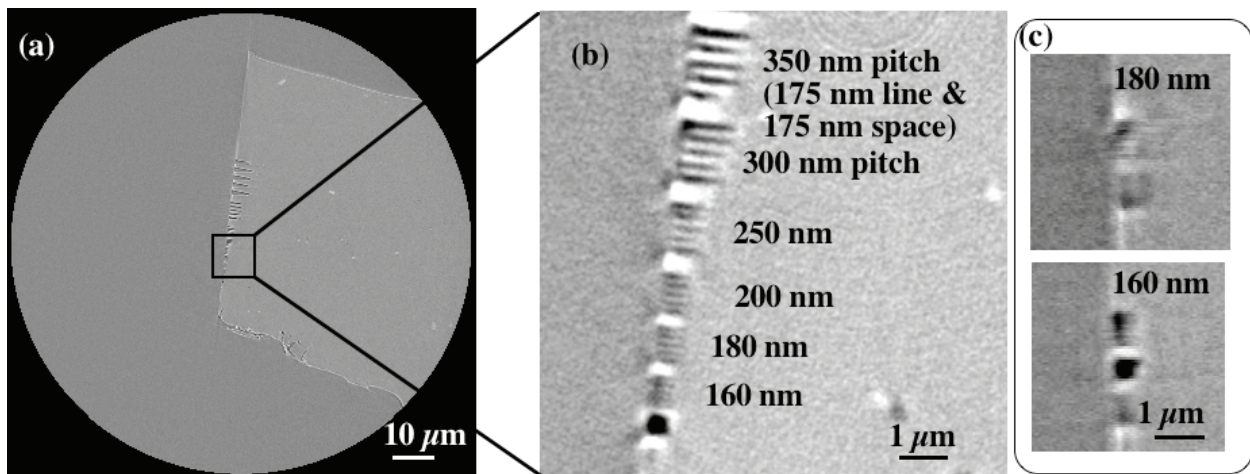 (a)
10 μm
(b)
350 nm pitch
(175 nm line &
175 nm space)
300 nm pitch
250 nm
200 nm
180 nm
160 nm
1 μm
(c)
180 nm
160 nm
1 μm